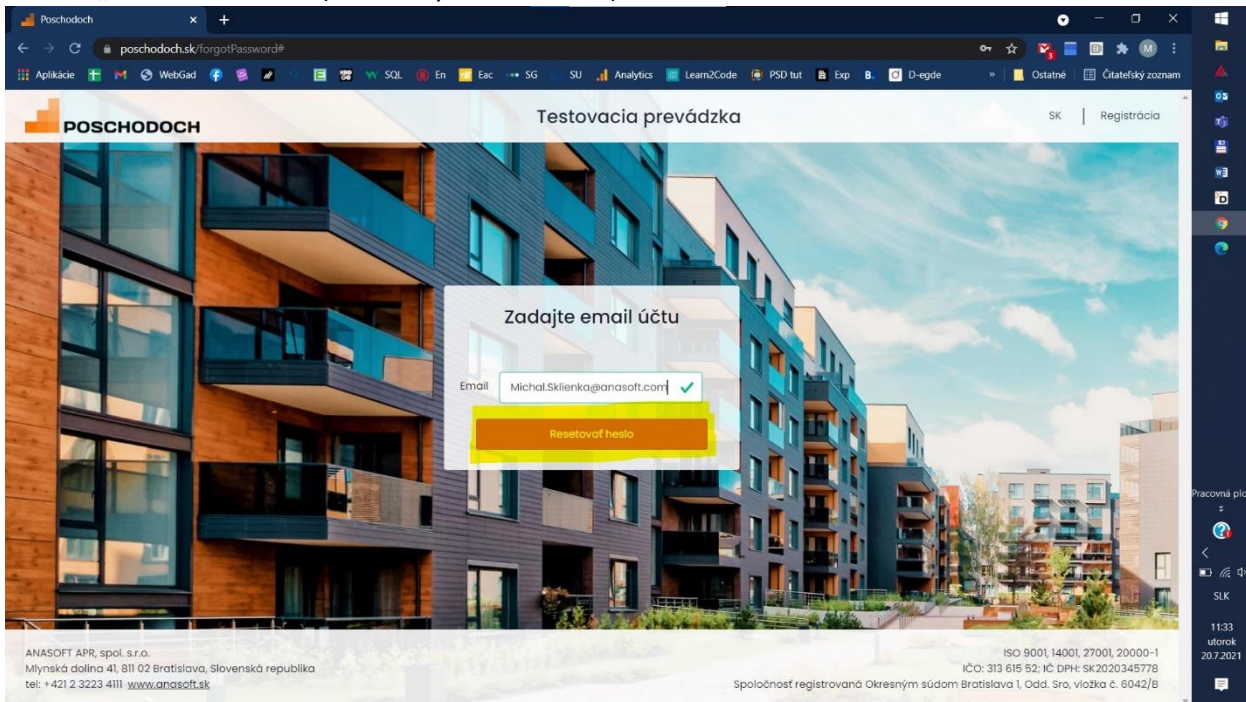 Poschodoch
poschodoch.sk/forgotPassword#
M
Aplikácie WebGad SQL En Eac SG SU Analytics Learn2Code PSD tut Exp B. D-egde » Ostatné Čitateľský zoznam
POSCHODOCH
Testovacia prevádzka
SK | Registrácia
Zadajte email účtu
Email Michal.Sklienka@anasoft.com
Resetovať heslo
ANASOFT APR, spol. s.r.o.
Mlynská dolina 41, 811 02 Bratislava, Slovenská republika
tel: +421 2 3223 4111 www.anasoft.sk
ISO 9001, 14001, 27001, 20000-1
IČO: 313 615 52; IČ DPH: SK2020345778
Spoločnosť registrovaná Okresným súdom Bratislava 1, Odd. Sro, vložka č. 6042/B
Pracovná plo
SLK
11:33
utorok
20.7.2021